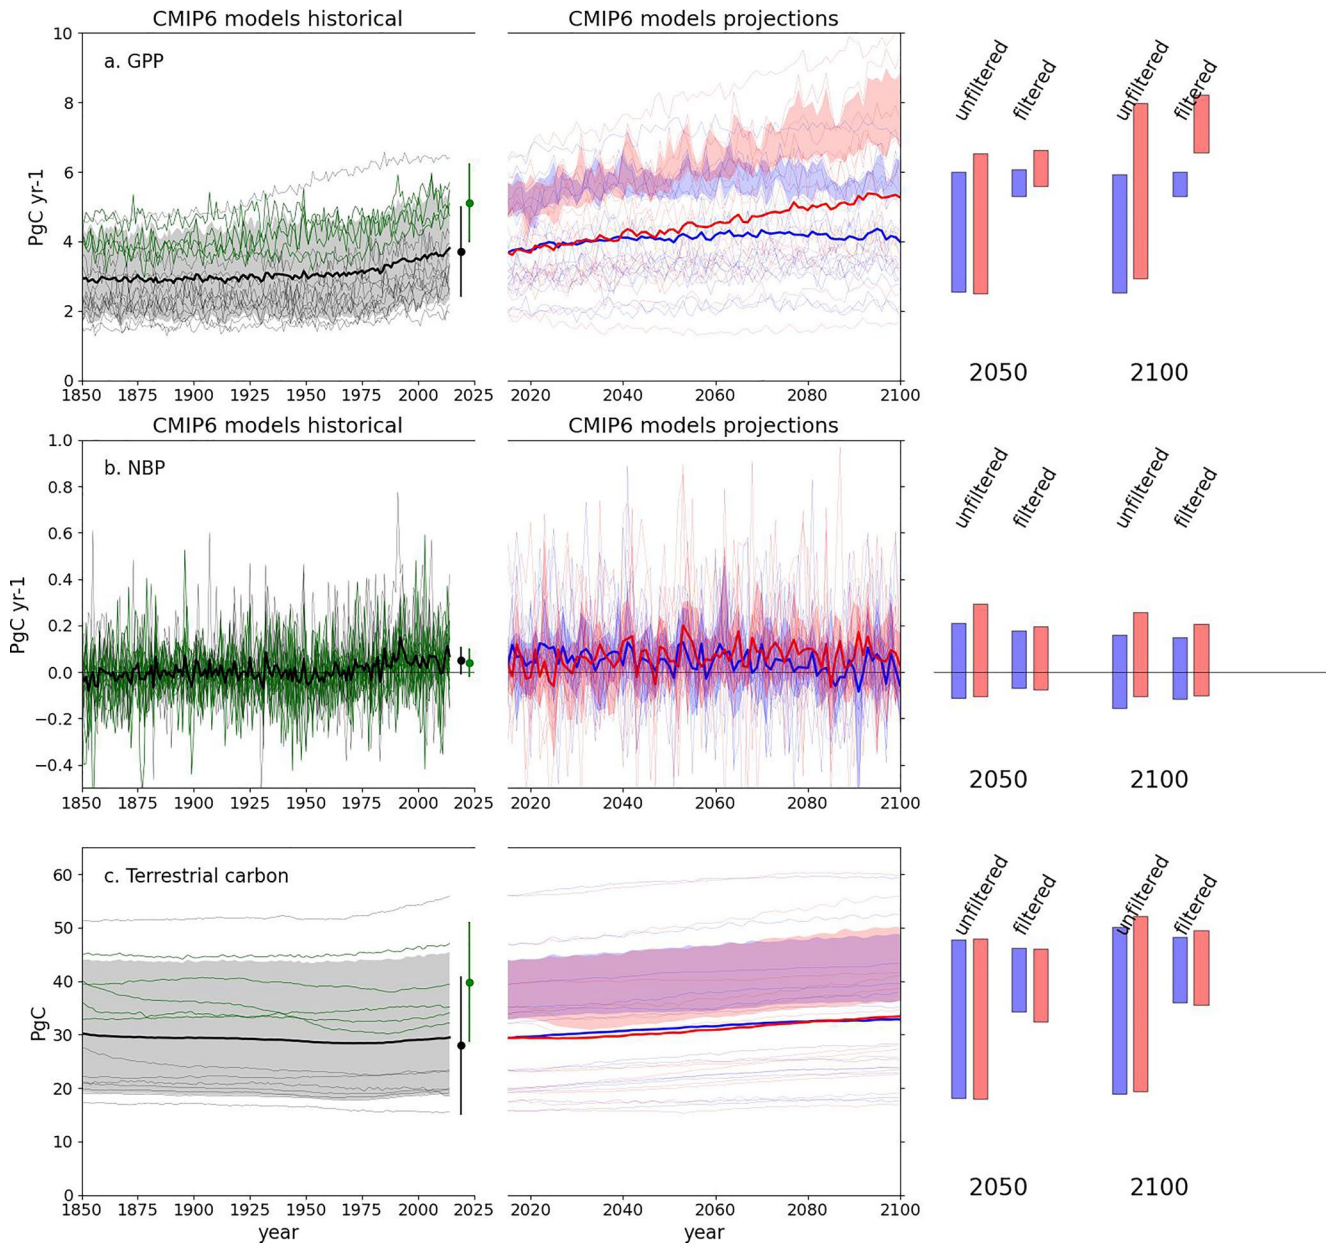 CMIP6 models historical
CMIP6 models projections
a. GPP
PgC yr-1
10
8
6
4
2
0
1850 1875 1900 1925 1950 1975 2000 2025
2020 2040 2060 2080 2100
unfiltered
filtered
unfiltered
filtered
2050
2100
CMIP6 models historical
CMIP6 models projections
b. NBP
PgC yr-1
1.0
0.8
0.6
0.4
0.2
0.0
−0.2
−0.4
1850 1875 1900 1925 1950 1975 2000 2025
2020 2040 2060 2080 2100
unfiltered
filtered
unfiltered
filtered
2050
2100
c. Terrestrial carbon
PgC
60
50
40
30
20
10
0
1850 1875 1900 1925 1950 1975 2000 2025
2020 2040 2060 2080 2100
year
year
unfiltered
filtered
unfiltered
filtered
2050
2100